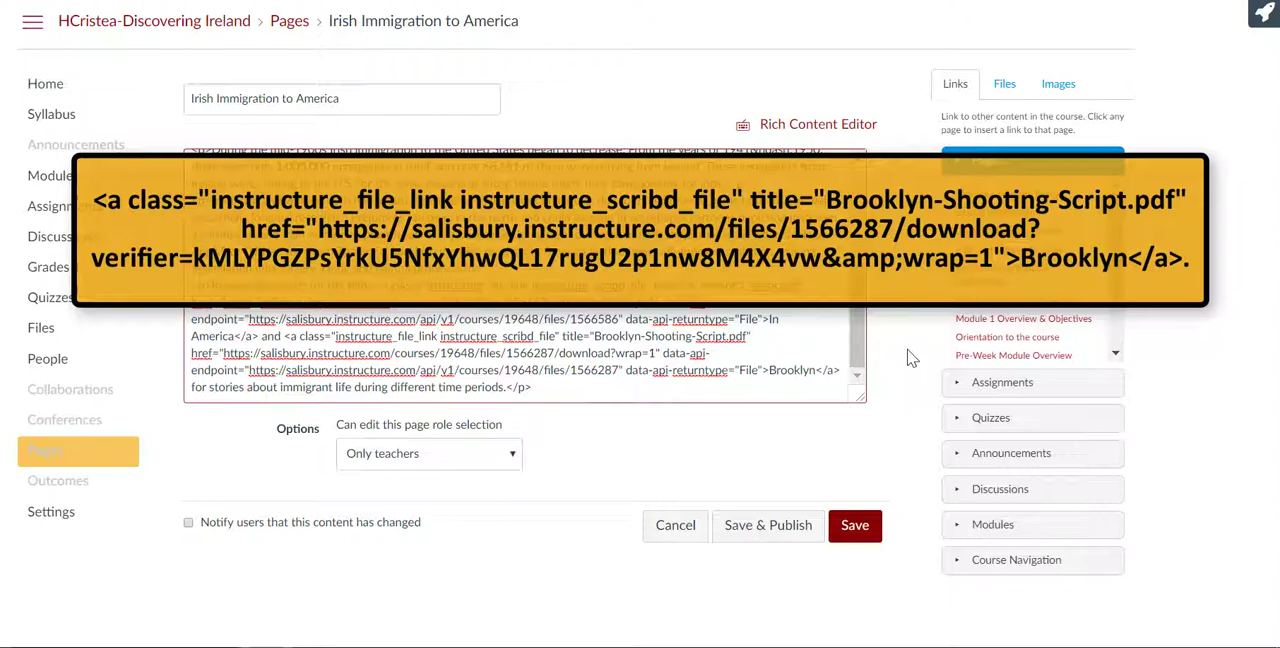 HCristea-Discovering Ireland › Pages › Irish Immigration to America
Home
Syllabus
Announcements
Assignments
Grades
Files
People
Collaborations
Conferences
Pages
Outcomes
Settings
Irish Immigration to America
Rich Content Editor
<a class="instructure_file_link instructure_scribd_file" title="Brooklyn-Shooting-Script.pdf"
href="https://salisbury.instructure.com/files/1566287/download?
verifier=kMLYPGZPsYrkU5NfxYhwQL17rugU2p1nw8M4X4vw&amp;wrap=1">Brooklyn</a>.
endpoint="https://salisbury.instructure.com/api/v1/courses/19648/files/1566586" data-api-returntype="File">In
America</a> and <a class="instructure_file_link instructure_scribd_file" title="Brooklyn-Shooting-Script.pdf"
href="https://salisbury.instructure.com/courses/19648/files/1566287/download?wrap=1" data-api-
endpoint="https://salisbury.instructure.com/api/v1/courses/19648/files/1566287" data-api-returntype="File">Brooklyn</a>
for stories about immigrant life during different time periods.</p>
Options
Can edit this page role selection
Only teachers
Notify users that this content has changed
Cancel
Save & Publish
Save
Links
Files
Images
Link to other content in the course. Click any
page to insert a link to that page.
Module 1 Overview & Objectives
Orientation to the course
Pre-Week Module Overview
Assignments
Quizzes
Announcements
Discussions
Modules
Course Navigation